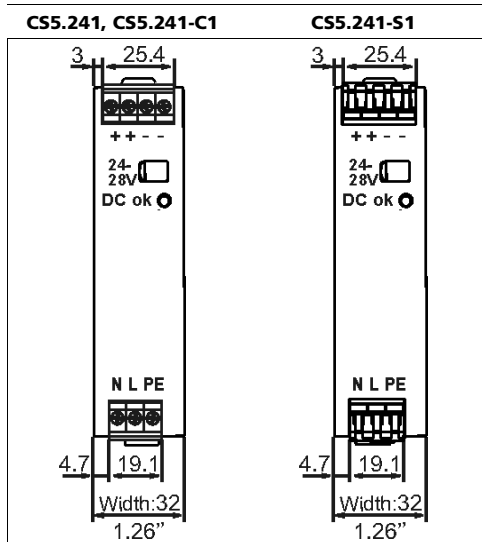 CS5.241, CS5.241-C1
3 25.4
+ + - -
24-
28V
DC ok
N L PE
4.7 19.1
Width:32
1.26”
CS5.241-S1
3 25.4
+ + - -
24-
28V
DC ok
N L PE
4.7 19.1
Width:32
1.26”